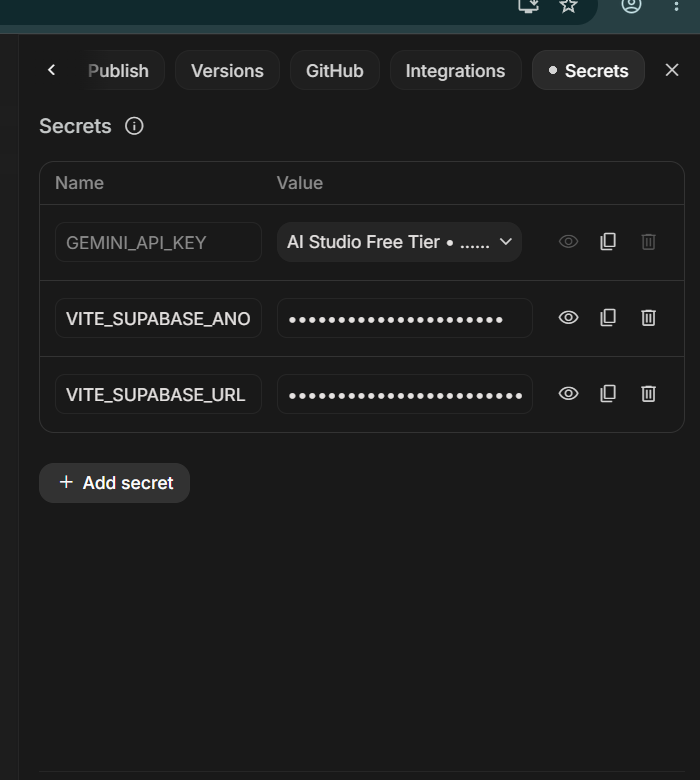 Publish Versions GitHub Integrations Secrets
Secrets
Name Value
GEMINI_API_KEY AI Studio Free Tier • ......
VITE_SUPABASE_ANO •••••••••••••••••••••
VITE_SUPABASE_URL •••••••••••••••••••••••
+ Add secret